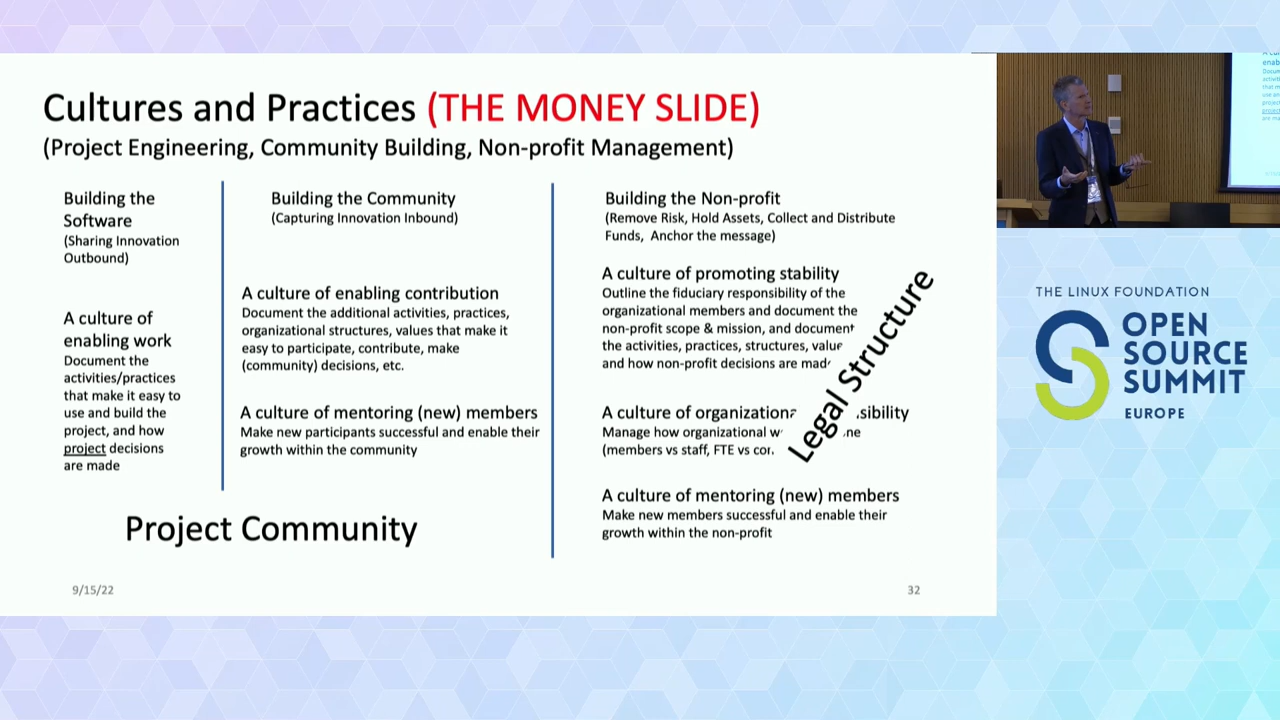 Cultures and Practices (THE MONEY SLIDE)
(Project Engineering, Community Building, Non-profit Management)
Building the
Software
(Sharing Innovation
Outbound)
A culture of
enabling work
Document the
activities/practices
that make it easy to
use and build the
project, and how
project decisions
are made
Building the Community
(Capturing Innovation Inbound)
A culture of enabling contribution
Document the additional activities, practices,
organizational structures, values that make it
easy to participate, contribute, make
(community) decisions, etc.
A culture of mentoring (new) members
Make new participants successful and enable their
growth within the community
Project Community
Building the Non-profit
(Remove Risk, Hold Assets, Collect and Distribute
Funds, Anchor the message)
A culture of promoting stability
Outline the fiduciary responsibility of the
organizational members and document the
non-profit scope & mission, and document
the activities, practices, structures, value
and how non-profit decisions are made
A culture of
Manage how organizational
(members vs staff, FTE vs
A culture of mentoring (new) members
Make new members successful and enable their
growth within the non-profit
Legal Structure
9/15/22
32
THE LINUX FOUNDATION
OPEN
SOURCE
SUMMIT
EUROPE